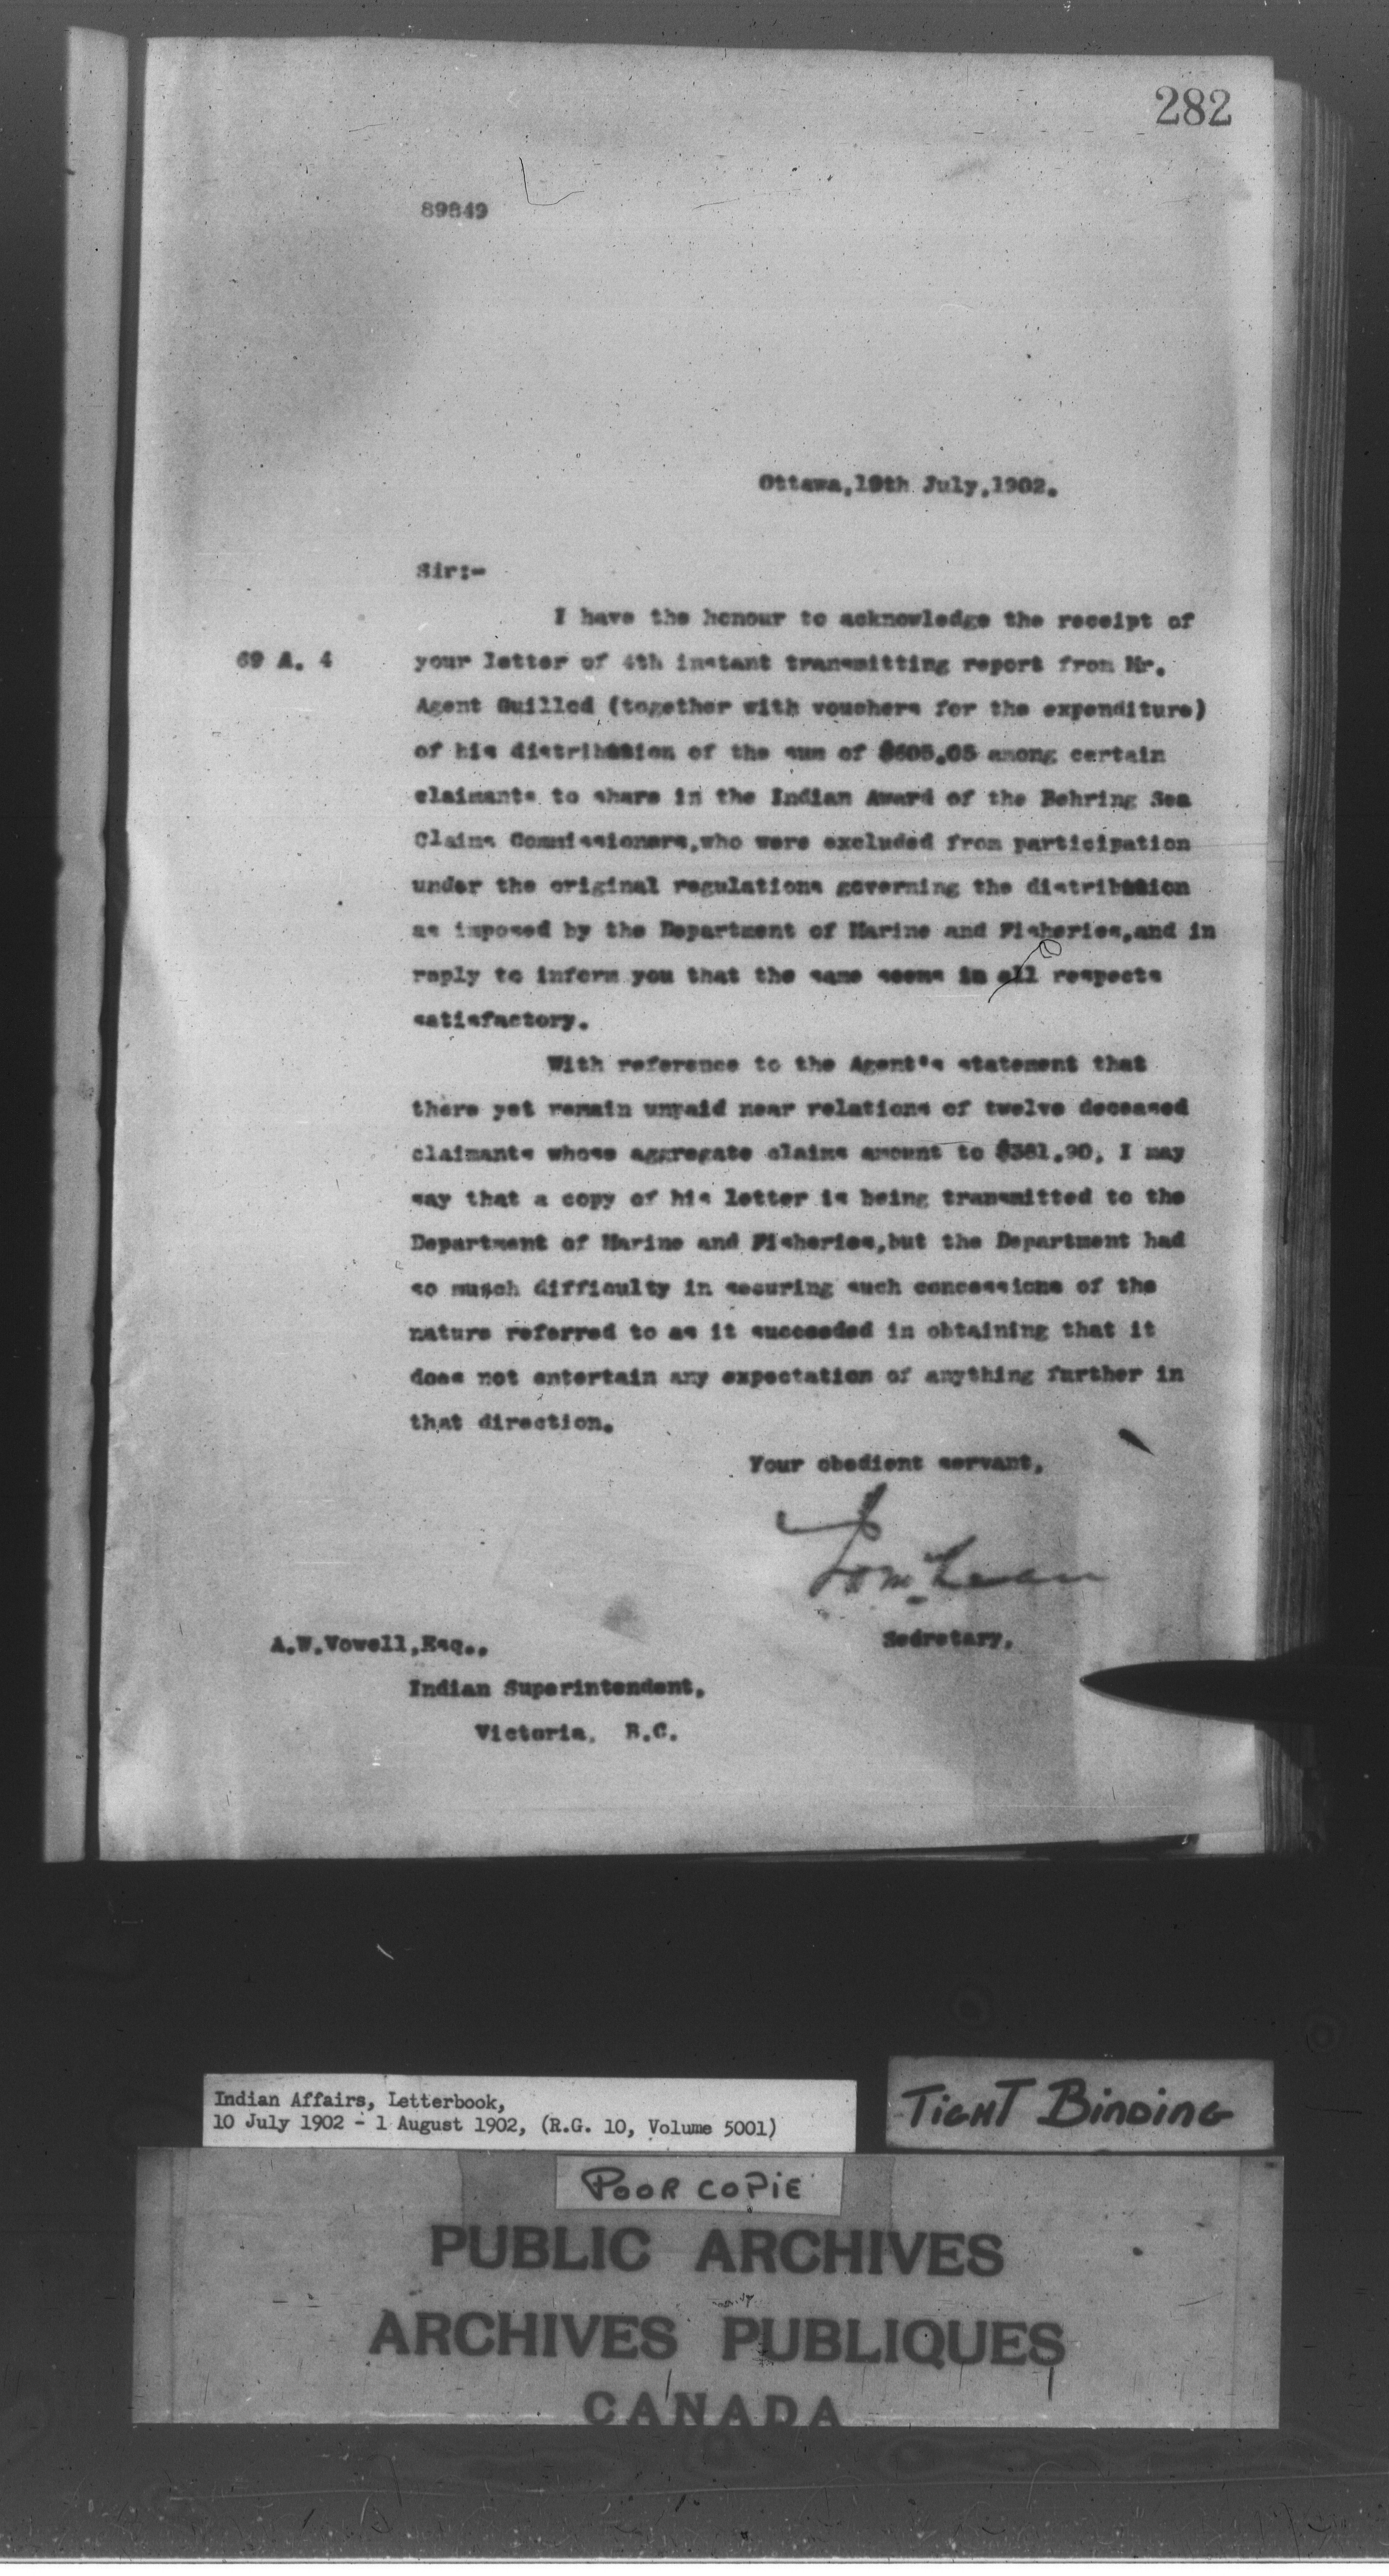 282
89849
Ottawa, 19th July, 1902.
Sir:-
I have the honour to acknowledge the receipt of
69 A. 4 your letter of 4th instant transmitting report from Mr.
Agent Guillod (together with vouchers for the expenditure)
of his distribution of the sum of $605.05 among certain
claimants to share in the Indian Award of the Behring Sea
Claims Commissioners, who were excluded from participation
under the original regulations governing the distribution
as imposed by the Department of Marine and Fisheries, and in
reply to inform you that the same seems in all respects
satisfactory.
With reference to the Agent's statement that
there yet remain unpaid near relations of twelve deceased
claimants whose aggregate claims amount to $381.90, I may
say that a copy of his letter is being transmitted to the
Department of Marine and Fisheries, but the Department had
so much difficulty in securing such concessions of the
nature referred to as it succeeded in obtaining that it
does not entertain any expectation of anything further in
that direction.
Your obedient servant,
Secretary.
A.W.Vowell, Esq.,
Indian Superintendent,
Victoria, B.C.
Indian Affairs, Letterbook,
10 July 1902 - 1 August 1902, (R.G. 10, Volume 5001)
TIGHT BINDING
POOR COPIE
PUBLIC ARCHIVES
ARCHIVES PUBLIQUES
CANADA